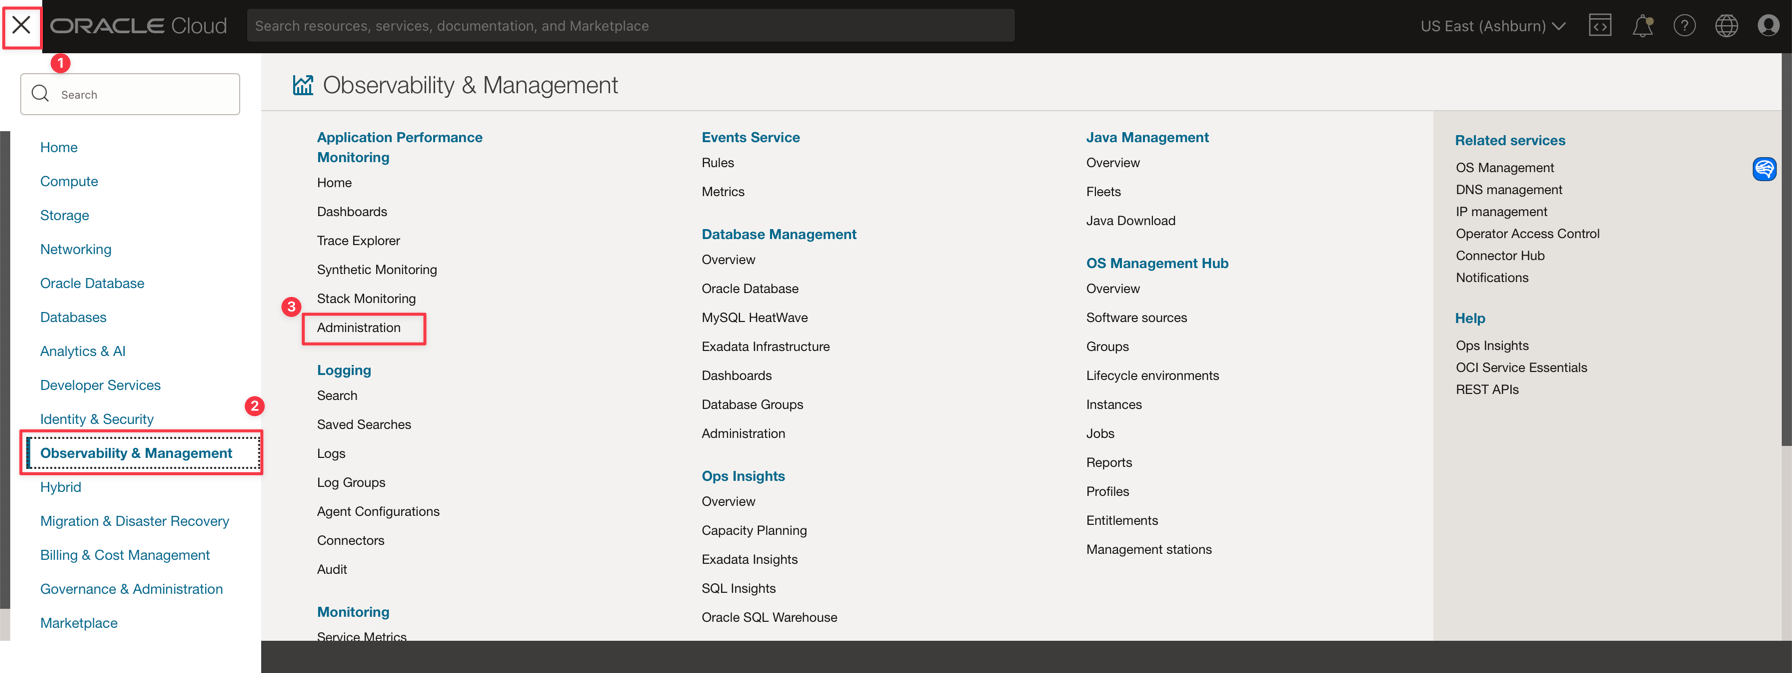 ORACLE Cloud
Search resources, services, documentation, and Marketplace
US East (Ashburn)
1
Search
Home
Compute
Storage
Networking
Oracle Database
Databases
Analytics & AI
Developer Services
Identity & Security
2
Observability & Management
Hybrid
Migration & Disaster Recovery
Billing & Cost Management
Governance & Administration
Marketplace
Observability & Management
Application Performance
Monitoring
Home
Dashboards
Trace Explorer
Synthetic Monitoring
Stack Monitoring
3
Administration
Logging
Search
Saved Searches
Logs
Log Groups
Agent Configurations
Connectors
Audit
Monitoring
Service Metrics
Events Service
Rules
Metrics
Database Management
Overview
Oracle Database
MySQL HeatWave
Exadata Infrastructure
Dashboards
Database Groups
Administration
Ops Insights
Overview
Capacity Planning
Exadata Insights
SQL Insights
Oracle SQL Warehouse
Java Management
Overview
Fleets
Java Download
OS Management Hub
Overview
Software sources
Groups
Lifecycle environments
Instances
Jobs
Reports
Profiles
Entitlements
Management stations
Related services
OS Management
DNS management
IP management
Operator Access Control
Connector Hub
Notifications
Help
Ops Insights
OCI Service Essentials
REST APIs